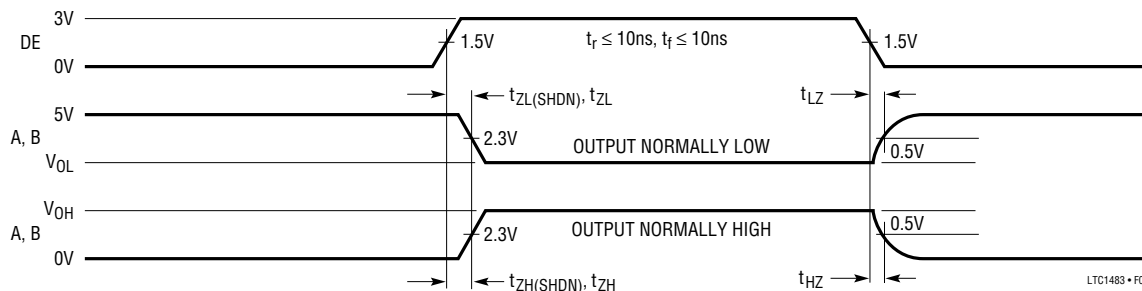 3V
DE
1.5V
tr ≤ 10ns, tf ≤ 10ns
1.5V
0V
tZL(SHDN), tZL
tLZ
5V
A, B
2.3V
OUTPUT NORMALLY LOW
0.5V
VOL
VOH
A, B
2.3V
OUTPUT NORMALLY HIGH
0.5V
0V
tZH(SHDN), tZH
tHZ
LTC1483 •